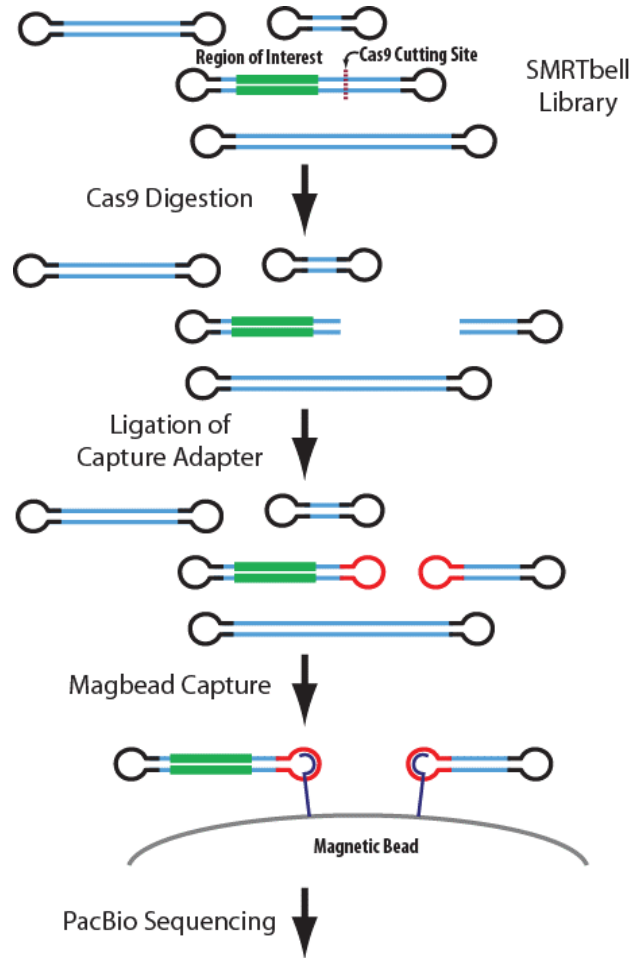 Region of Interest
Cas9 Cutting Site
SMRTbell
Library
Cas9 Digestion
Ligation of
Capture Adapter
Magbead Capture
Magnetic Bead
PacBio Sequencing